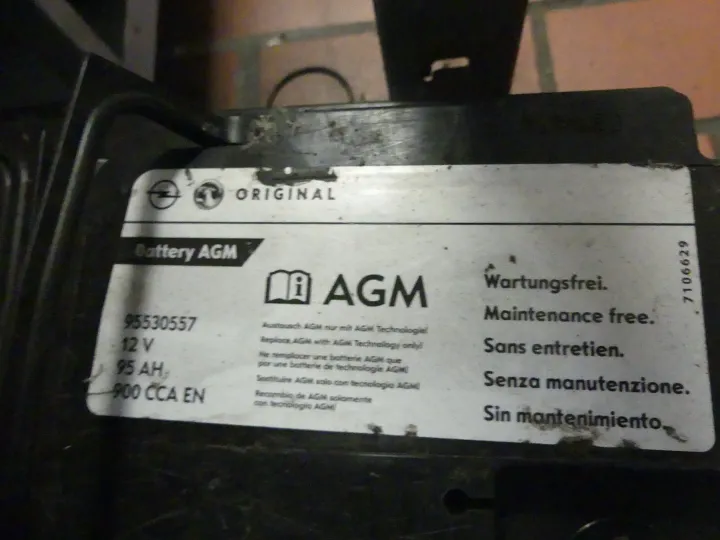 ORIGINAL
Battery AGM
AGM
95530557
12 V
95 AH
900 CCA EN
Austausch AGM nur mit AGM Technologie!
Replace AGM with AGM Technology only!
Ne remplacer une batterie AGM que
par une batterie de technologie AGM!
Sostituire AGM solo con tecnologia AGM!
Recambio de AGM solamente
con tecnologia AGM!
Wartungsfrei.
Maintenance free.
Sans entretien.
Senza manutenzione.
Sin mantenimiento.
7106629